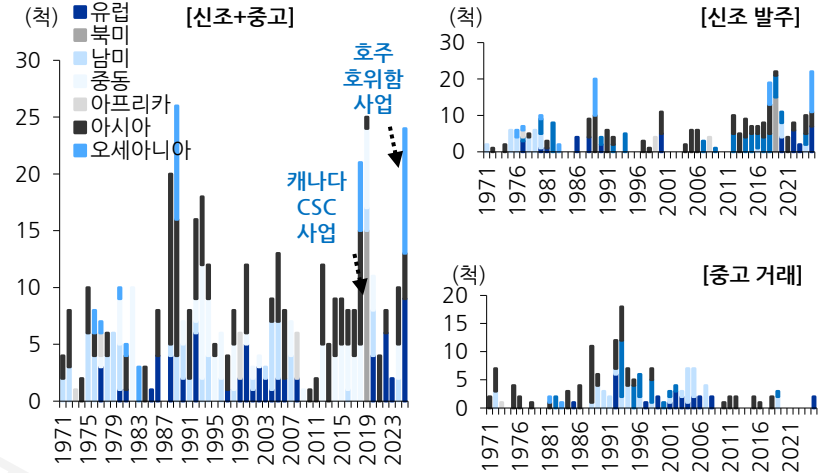 (척)
[신조+중고]
유럽
북미
남미
중동
아프리카
아시아
오세아니아
호주
호위함
사업
캐나다
CSC
사업
30
25
20
15
10
5
0
1971
1975
1979
1983
1987
1991
1995
1999
2003
2007
2011
2015
2019
2023
(척)
[신조 발주]
30
20
10
0
1971
1976
1981
1986
1991
1996
2001
2006
2011
2016
2021
(척)
[중고 거래]
20
15
10
5
0
1971
1976
1981
1986
1991
1996
2001
2006
2011
2016
2021